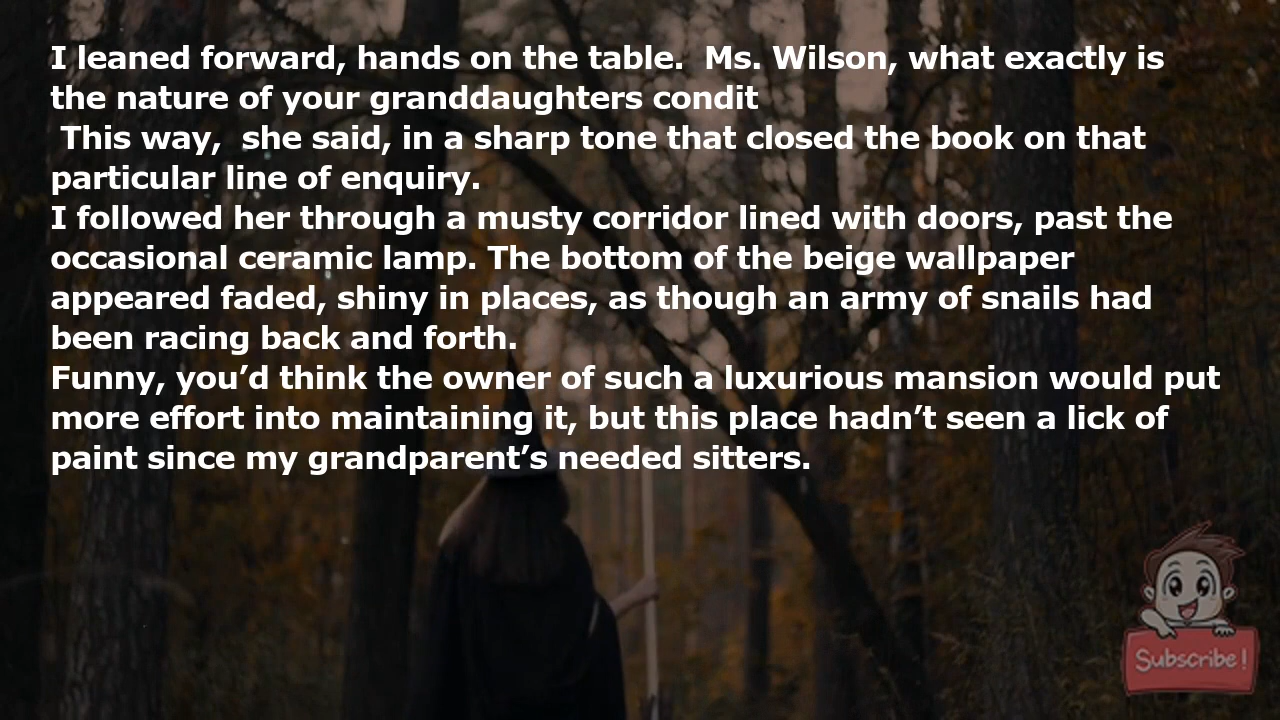 I leaned forward, hands on the table.  Ms. Wilson, what exactly is
the nature of your granddaughters condit
This way,  she said, in a sharp tone that closed the book on that
particular line of enquiry.
I followed her through a musty corridor lined with doors, past the
occasional ceramic lamp. The bottom of the beige wallpaper
appeared faded, shiny in places, as though an army of snails had
been racing back and forth.
Funny, you’d think the owner of such a luxurious mansion would put
more effort into maintaining it, but this place hadn’t seen a lick of
paint since my grandparent’s needed sitters.
Subscribe!